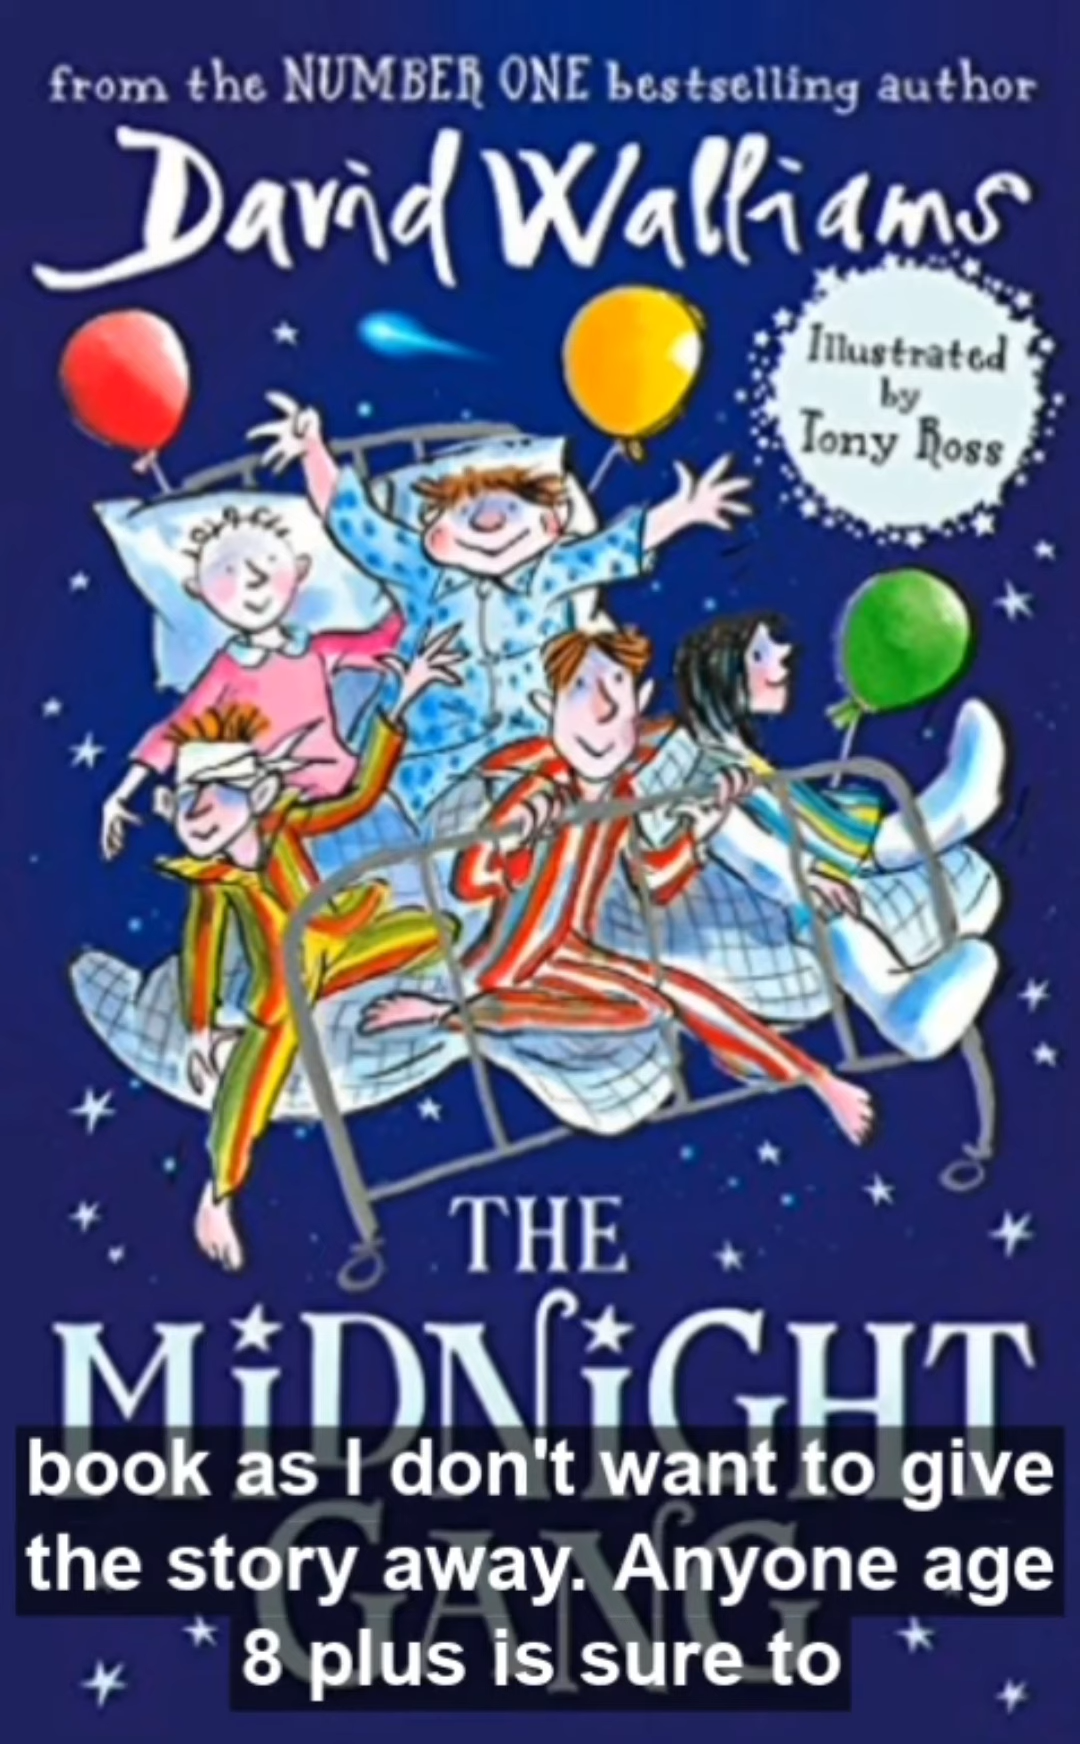 from the NUMBER ONE bestselling author
David Walliams
Illustrated
by
Tony Ross
THE
MiDNiGHT
GANG
book as I don't want to give
the story away. Anyone age
8 plus is sure to